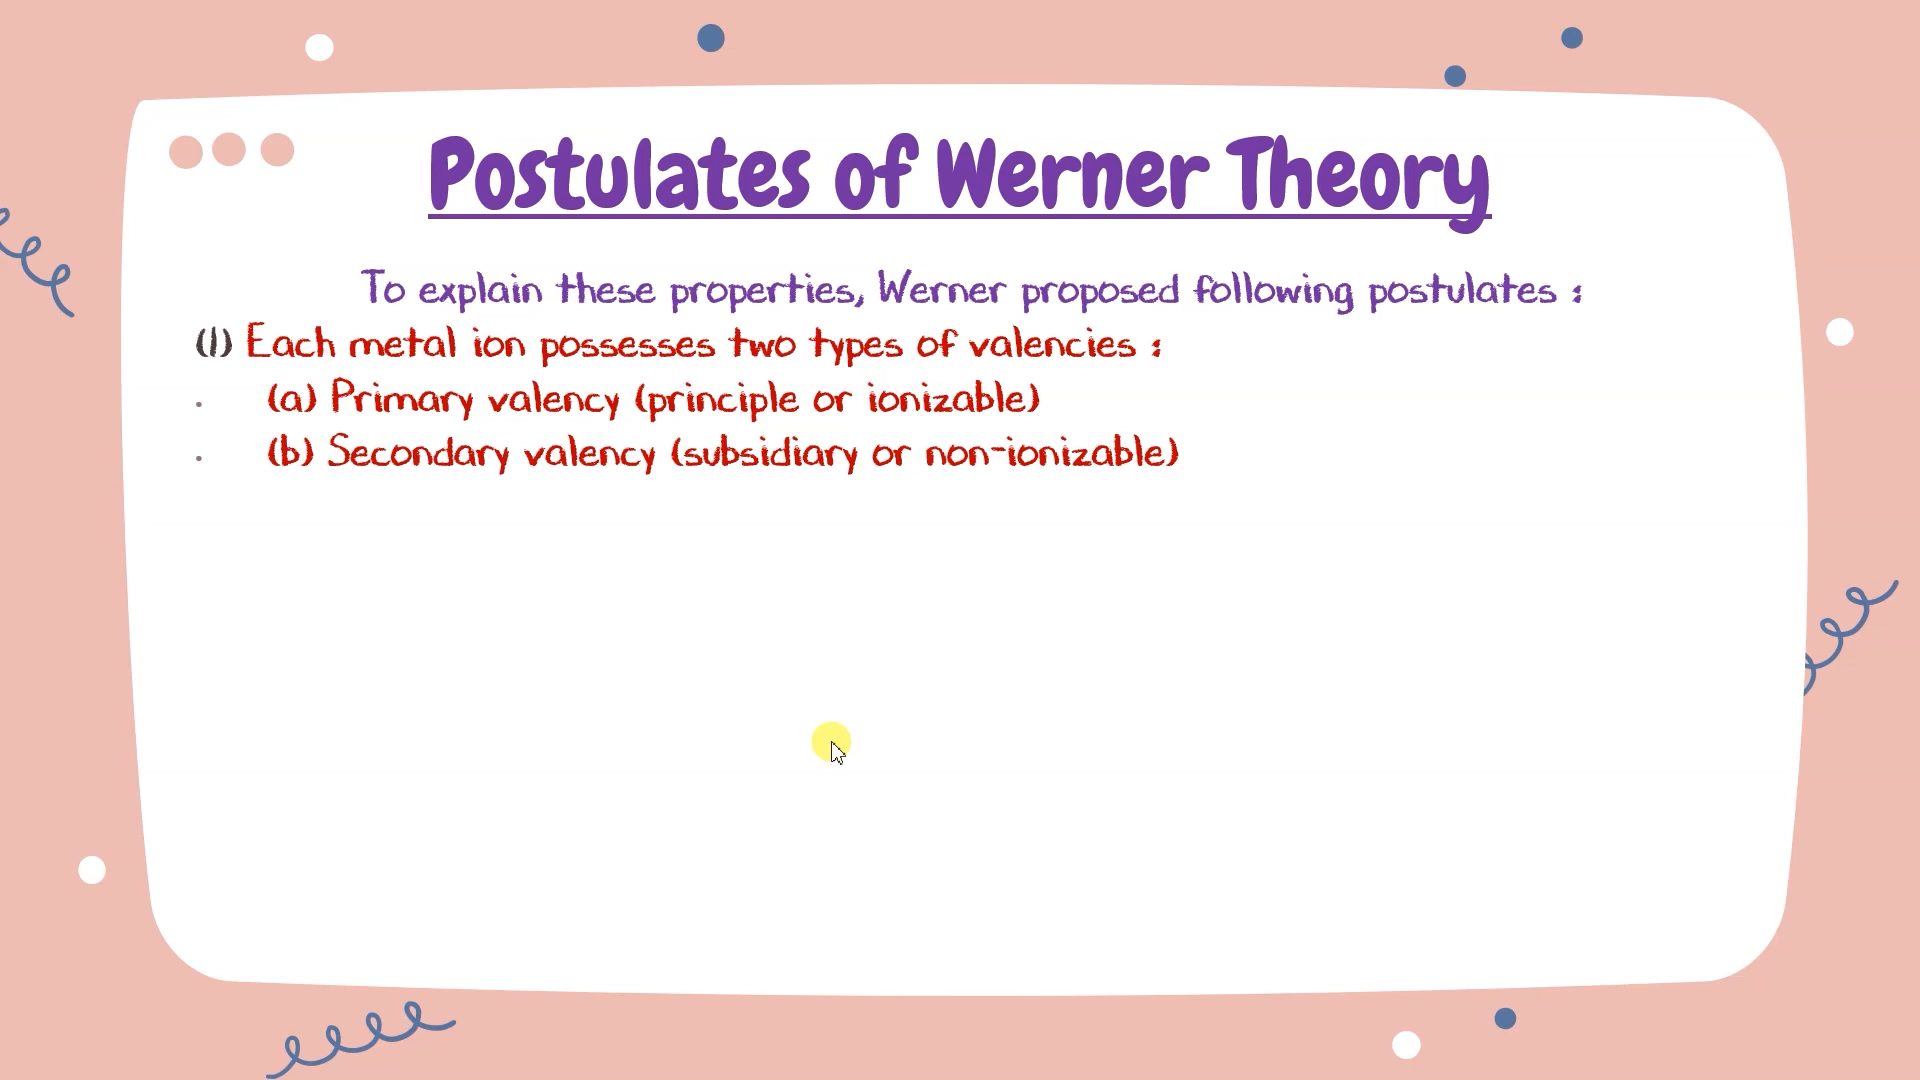 Postulates of Werner Theory
To explain these properties, Werner proposed following postulates :
(1) Each metal ion possesses two types of valencies :
· (a) Primary valency (principle or ionizable)
· (b) Secondary valency (subsidiary or non-ionizable)